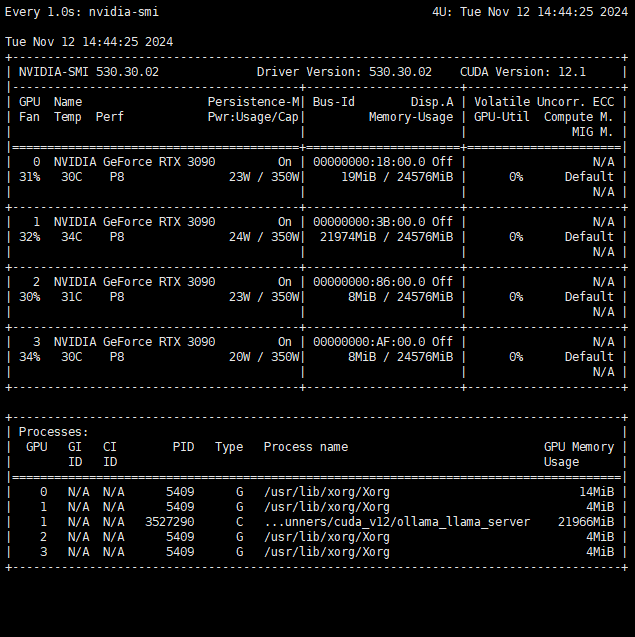 Every 1.0s: nvidia-smi                                       4U: Tue Nov 12 14:44:25 2024

Tue Nov 12 14:44:25 2024
+---------------------------------------------------------------------------------------+
| NVIDIA-SMI 530.30.02              Driver Version: 530.30.02    CUDA Version: 12.1     |
|-----------------------------------------+----------------------+----------------------+
| GPU  Name                  Persistence-M| Bus-Id        Disp.A | Volatile Uncorr. ECC |
| Fan  Temp  Perf            Pwr:Usage/Cap|         Memory-Usage | GPU-Util  Compute M. |
|                                         |                      |               MIG M. |
|=========================================+======================+======================|
|   0  NVIDIA GeForce RTX 3090         On | 00000000:18:00.0 Off |                  N/A |
| 31%   30C    P8               23W / 350W|     19MiB / 24576MiB |      0%      Default |
|                                         |                      |                  N/A |
+-----------------------------------------+----------------------+----------------------+
|   1  NVIDIA GeForce RTX 3090         On | 00000000:3B:00.0 Off |                  N/A |
| 32%   34C    P8               24W / 350W|  21974MiB / 24576MiB |      0%      Default |
|                                         |                      |                  N/A |
+-----------------------------------------+----------------------+----------------------+
|   2  NVIDIA GeForce RTX 3090         On | 00000000:86:00.0 Off |                  N/A |
| 30%   31C    P8               23W / 350W|      8MiB / 24576MiB |      0%      Default |
|                                         |                      |                  N/A |
+-----------------------------------------+----------------------+----------------------+
|   3  NVIDIA GeForce RTX 3090         On | 00000000:AF:00.0 Off |                  N/A |
| 34%   30C    P8               20W / 350W|      8MiB / 24576MiB |      0%      Default |
|                                         |                      |                  N/A |
+-----------------------------------------+----------------------+----------------------+

+---------------------------------------------------------------------------------------+
| Processes:                                                                            |
|  GPU   GI   CI        PID   Type   Process name                            GPU Memory |
|        ID   ID                                                             Usage      |
|=======================================================================================|
|    0   N/A  N/A      5409      G   /usr/lib/xorg/Xorg                           14MiB |
|    1   N/A  N/A      5409      G   /usr/lib/xorg/Xorg                            4MiB |
|    1   N/A  N/A   3527290      C   ...unners/cuda_v12/ollama_llama_server    21966MiB |
|    2   N/A  N/A      5409      G   /usr/lib/xorg/Xorg                            4MiB |
|    3   N/A  N/A      5409      G   /usr/lib/xorg/Xorg                            4MiB |
+---------------------------------------------------------------------------------------+